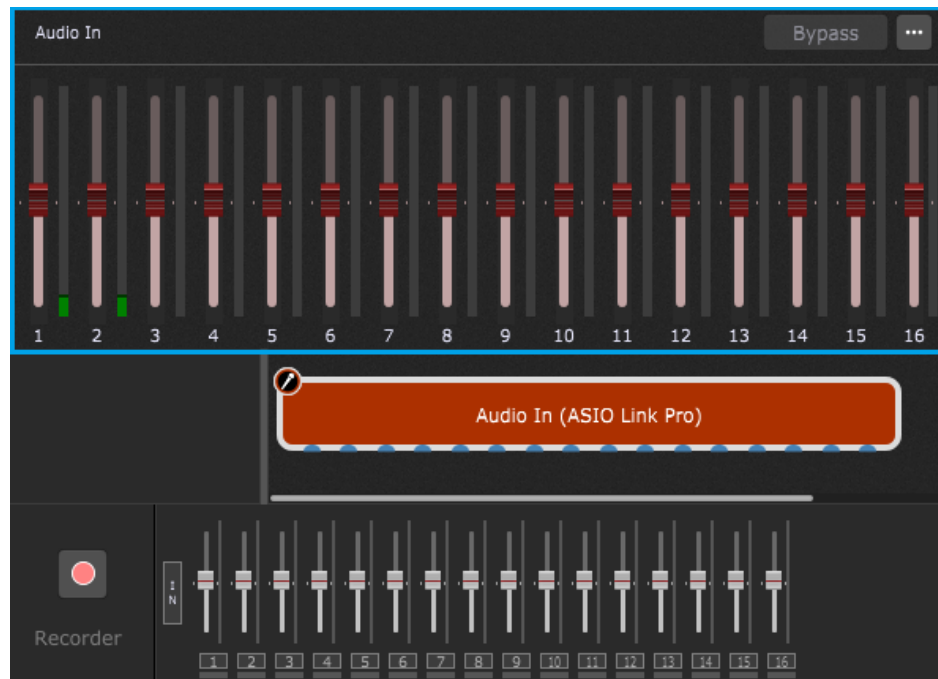 Audio In
Bypass
1 2 3 4 5 6 7 8 9 10 11 12 13 14 15 16
Audio In (ASIO Link Pro)
IN
Recorder
1 2 3 4 5 6 7 8 9 10 11 12 13 14 15 16